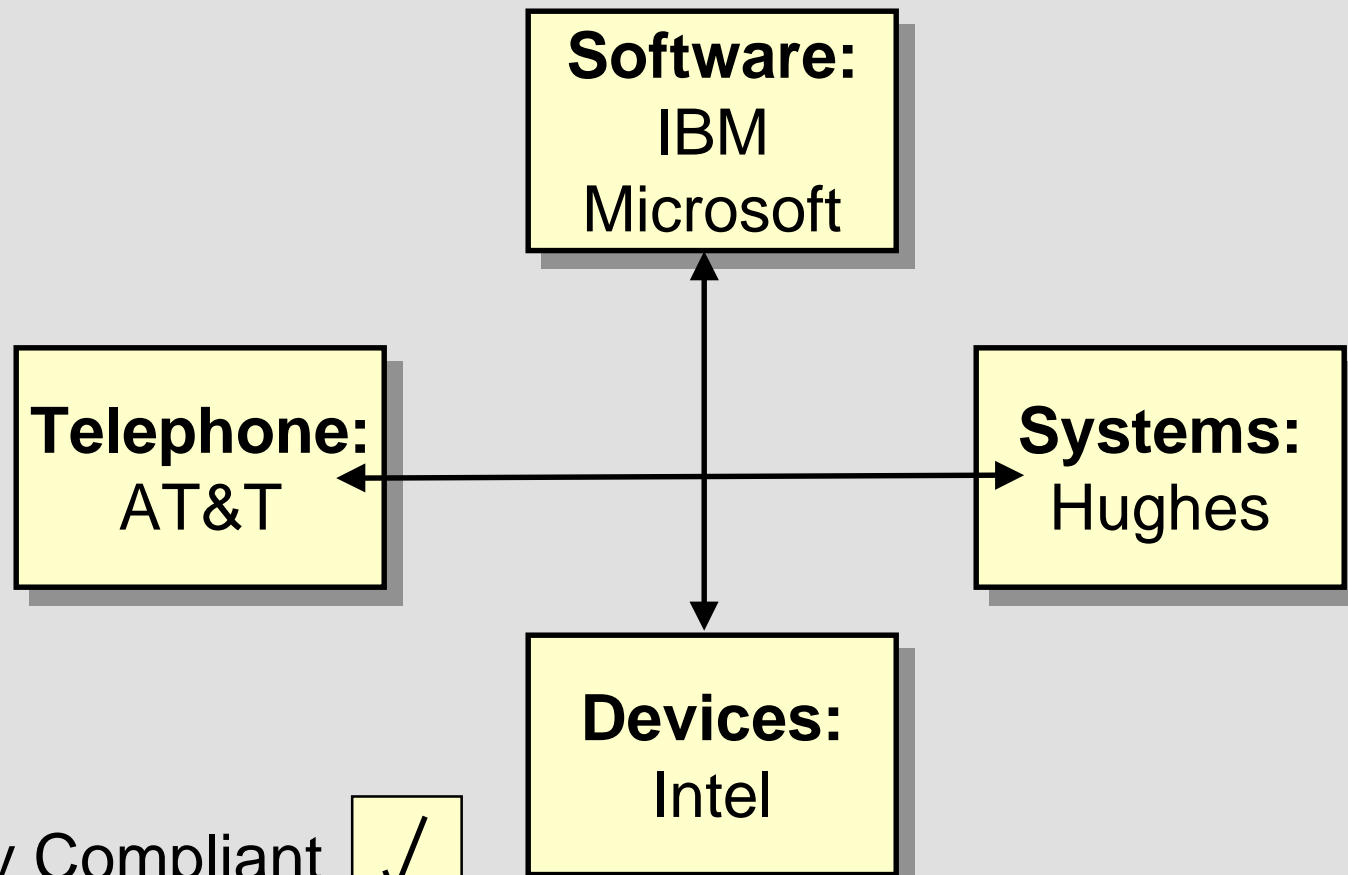 Software:
IBM
Microsoft
Telephone:
AT&T
Systems:
Hughes
Devices:
Intel
Compliant